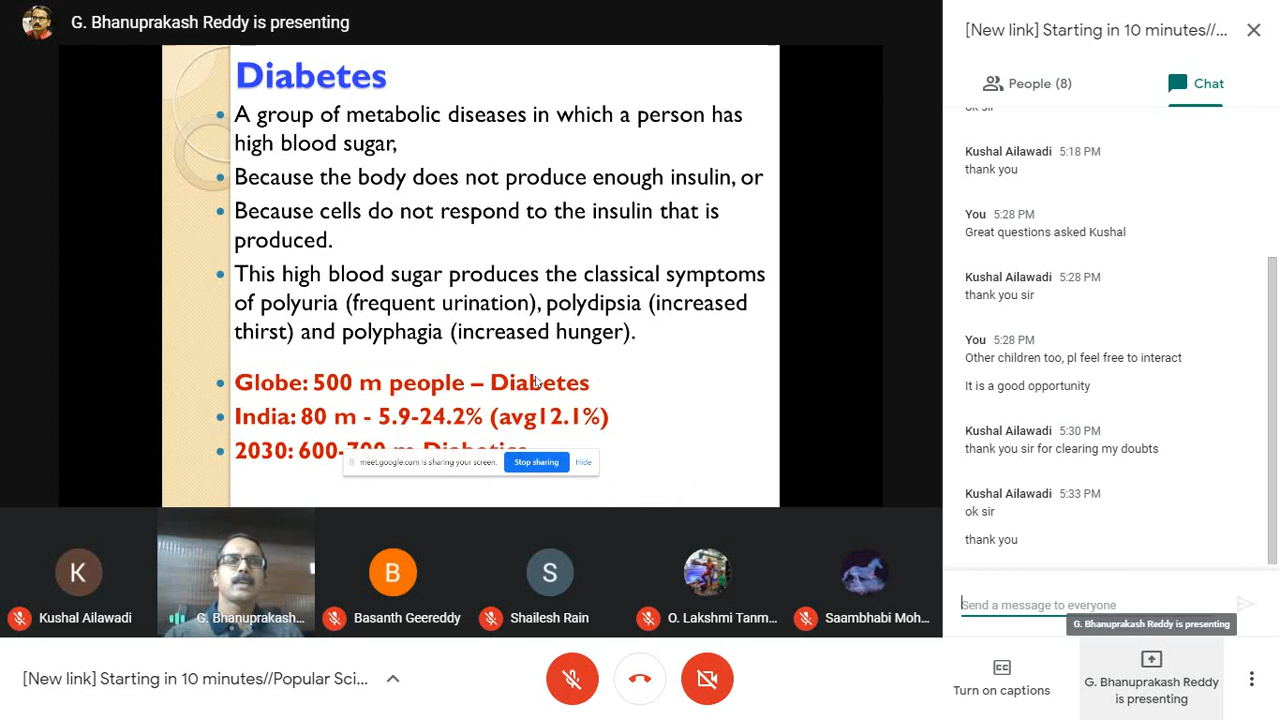 G. Bhanuprakash Reddy is presenting
Diabetes
A group of metabolic diseases in which a person has
high blood sugar,
Because the body does not produce enough insulin, or
Because cells do not respond to the insulin that is
produced.
This high blood sugar produces the classical symptoms
of polyuria (frequent urination), polydipsia (increased
thirst) and polyphagia (increased hunger).
Globe: 500 m people – Diabetes
India: 80 m - 5.9-24.2% (avg12.1%)
2030: 600-700 m Diabetics
meet.google.com is sharing your screen.
Stop sharing
Hide
K
B
S
Kushal Ailawadi
G. Bhanuprakash...
Basanth Geereddy
Shailesh Rain
O. Lakshmi Tanm...
Saambhabi Moh...
[New link] Starting in 10 minutes//Popular Sci...
[New link] Starting in 10 minutes//...
People (8)
Chat
ok sir
Kushal Ailawadi 5:18 PM
thank you
You 5:28 PM
Great questions asked Kushal
Kushal Ailawadi 5:28 PM
thank you sir
You 5:28 PM
Other children too, pl feel free to interact
It is a good opportunity
Kushal Ailawadi 5:30 PM
thank you sir for clearing my doubts
Kushal Ailawadi 5:33 PM
ok sir
thank you
Send a message to everyone
G. Bhanuprakash Reddy is presenting
Turn on captions
G. Bhanuprakash Reddy
is presenting